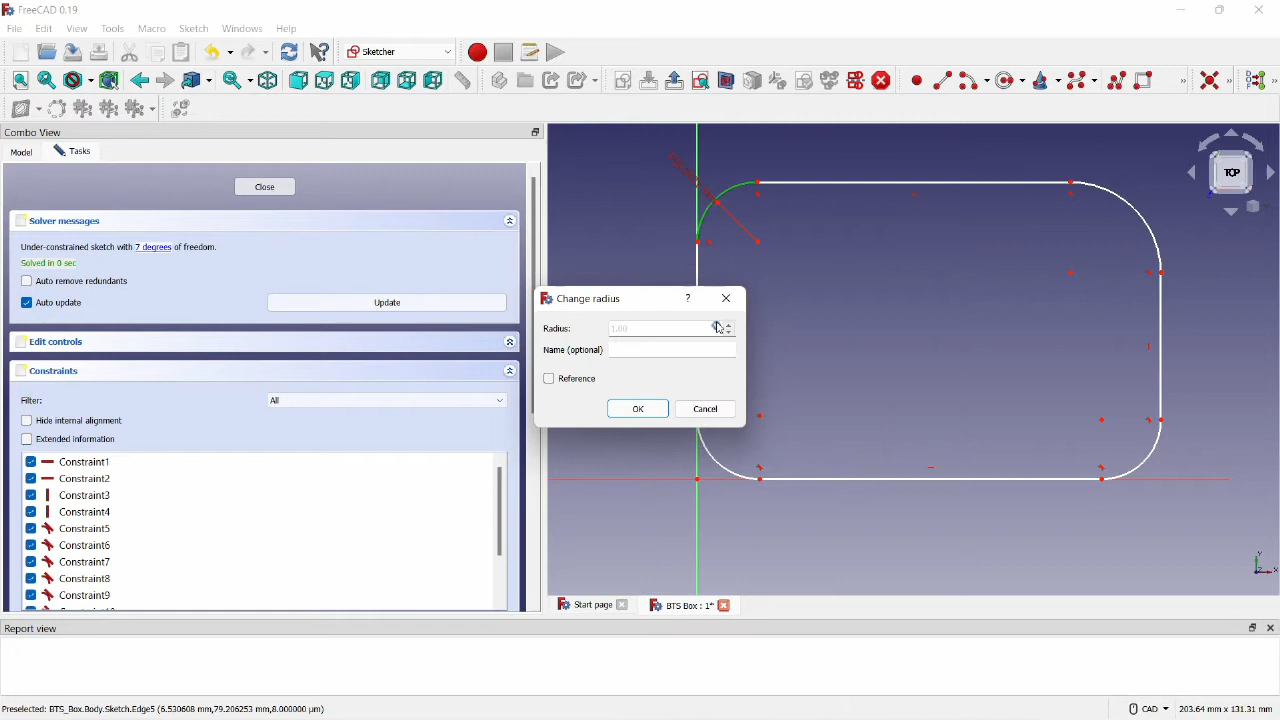 FreeCAD 0.19
File Edit View Tools Macro Sketch Windows Help
Sketcher
Combo View
Model Tasks
TOP
Close
Solver messages
Under-constrained sketch with 7 degrees of freedom.
Solved in 0 sec
Auto remove redundants
Auto update
Update
Edit controls
Constraints
Filter: All
Hide internal alignment
Extended information
Constraint1
Constraint2
Constraint3
Constraint4
Constraint5
Constraint6
Constraint7
Constraint8
Constraint9
Change radius ?
Radius: 1.00
Name (optional)
Reference
OK Cancel
y
z x
Start page BTS Box : 1*
Report view
Preselected: BTS_Box.Body.Sketch.Edge5 (6.530608 mm,79.206253 mm,8.000000 µm)
CAD 203.64 mm x 131.31 mm